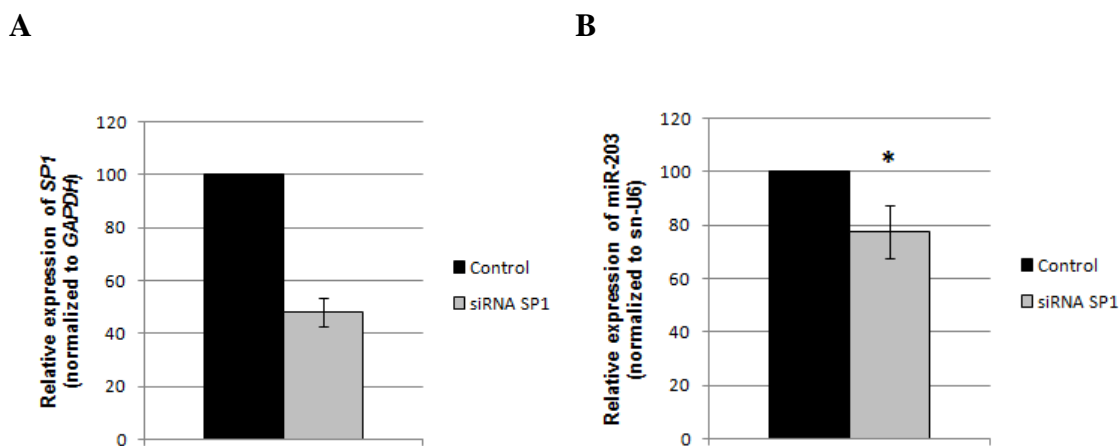 A
Relative expression of SP1
(normalized to GAPDH)
120
100
80
60
40
20
0
Control
siRNA SP1
B
Relative expression of miR-203
(normalized to sn-U6)
120
100
80
60
40
20
0
*
Control
siRNA SP1